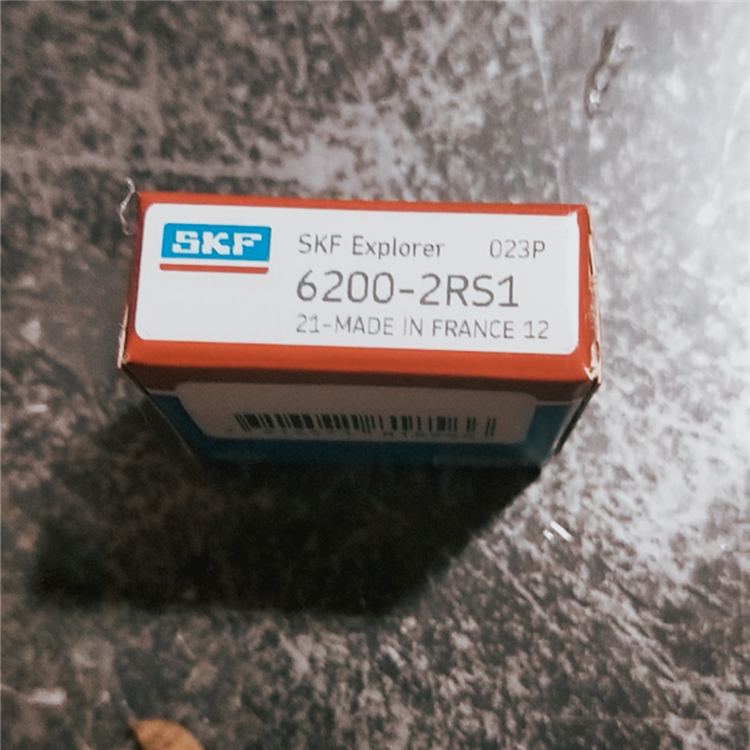 SKF
SKF Explorer 023P
6200-2RS1
21-MADE IN FRANCE 12